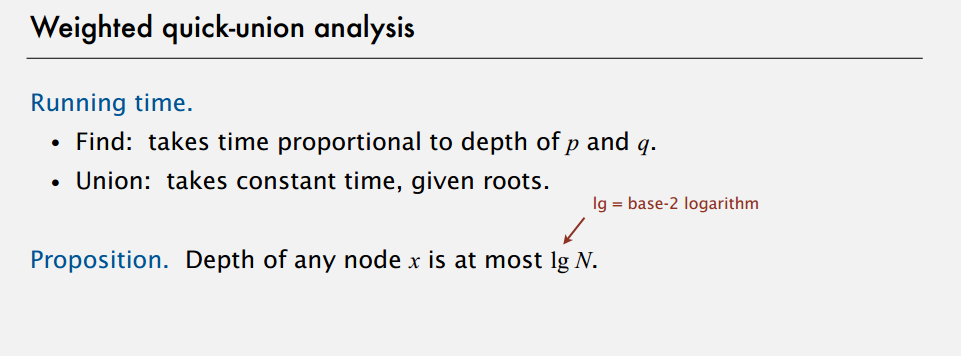 Weighted quick-union analysis
Running time.
• Find: takes time proportional to depth of p and q.
• Union: takes constant time, given roots.
lg = base-2 logarithm
Proposition. Depth of any node x is at most lg N.